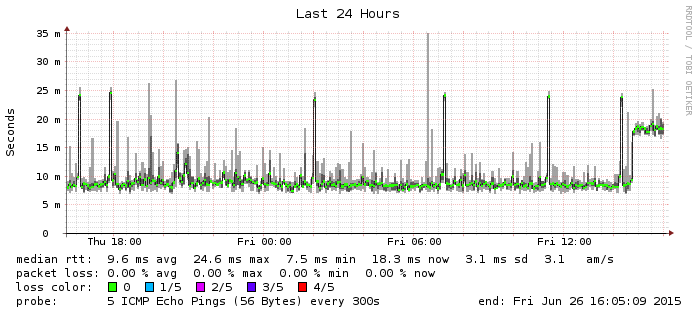 Last 24 Hours
RRDTOOL / TOBI OETIKER
Seconds
35 m
30 m
25 m
20 m
15 m
10 m
5 m
0
Thu 18:00 Fri 00:00 Fri 06:00 Fri 12:00
median rtt: 9.6 ms avg 24.6 ms max 7.5 ms min 18.3 ms now 3.1 ms sd 3.1 am/s
packet loss: 0.00 % avg 0.00 % max 0.00 % min 0.00 % now
loss color: 0 1/5 2/5 3/5 4/5
probe: 5 ICMP Echo Pings (56 Bytes) every 300s end: Fri Jun 26 16:05:09 2015